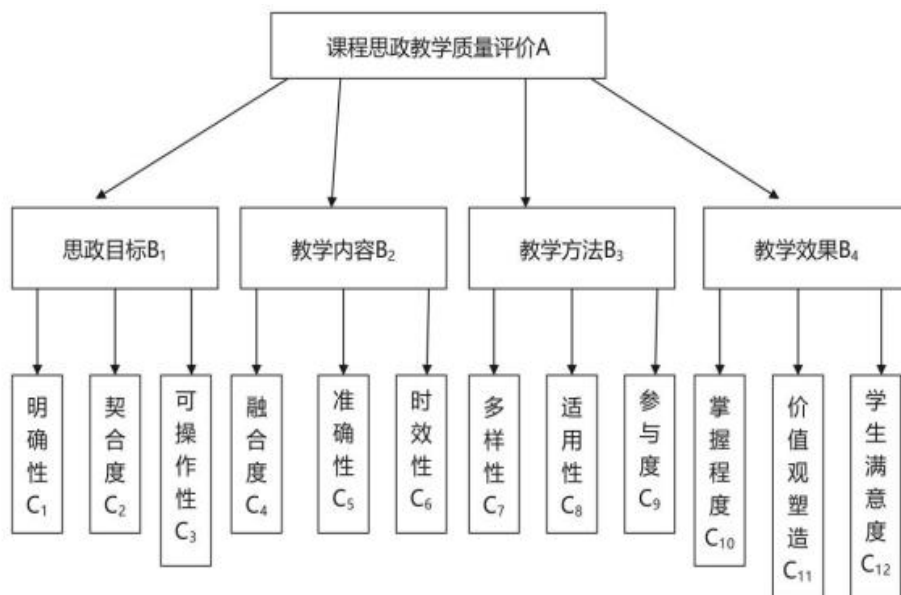 课程思政教学质量评价A
思政目标B₁
教学内容B₂
教学方法B₃
教学效果B₄
明确性C₁
契合度C₂
可操作性C₃
融合度C₄
准确性C₅
时效性C₆
多样性C₇
适用性C₈
参与度C₉
掌握程度C₁₀
价值观塑造C₁₁
学生满意度C₁₂